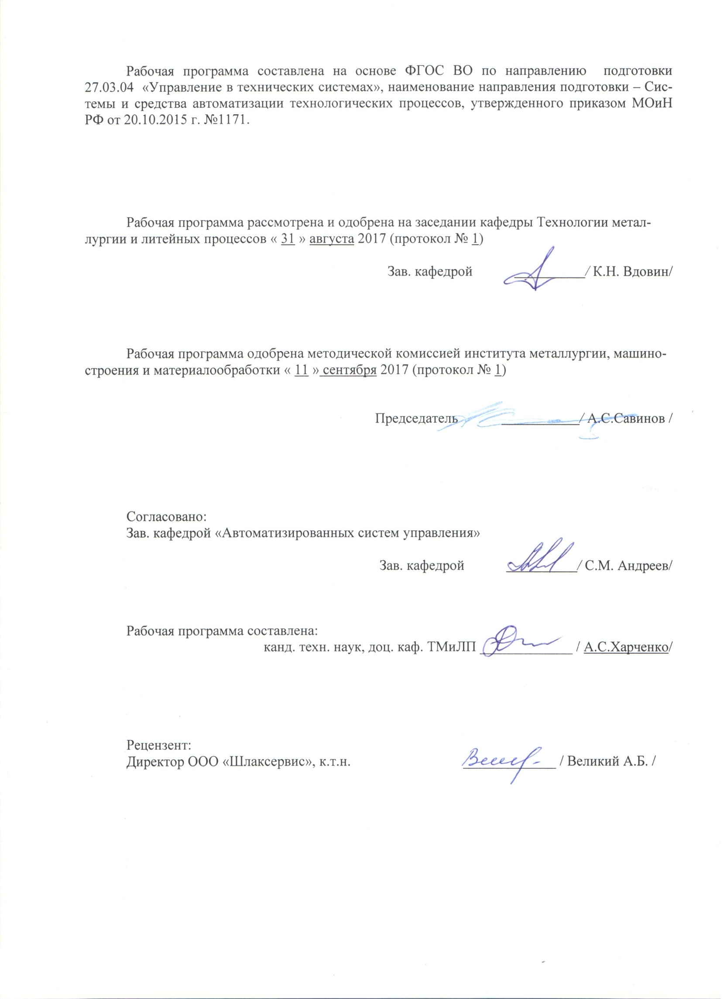 Рабочая программа составлена на основе ФГОС ВО по направлению подготовки
27.03.04 «Управление в технических системах», наименование направления подготовки – Сис-
темы и средства автоматизации технологических процессов, утвержденного приказом МОиН
РФ от 20.10.2015 г. №1171.
Рабочая программа рассмотрена и одобрена на заседании кафедры Технологии метал-
лургии и литейных процессов « 31 » августа 2017 (протокол № 1)
Зав. кафедрой ___________/ К.Н. Вдовин/
Рабочая программа одобрена методической комиссией института металлургии, машино-
строения и материалообработки « 11 » сентября 2017 (протокол № 1)
Председатель ____________/ А.С.Савинов /
Согласовано:
Зав. кафедрой «Автоматизированных систем управления»
Зав. кафедрой ___________/ С.М. Андреев/
Рабочая программа составлена:
канд. техн. наук, доц. каф. ТМиЛП ______________ / А.С.Харченко/
Рецензент:
Директор ООО «Шлаксервис», к.т.н. ______________ / Великий А.Б. /